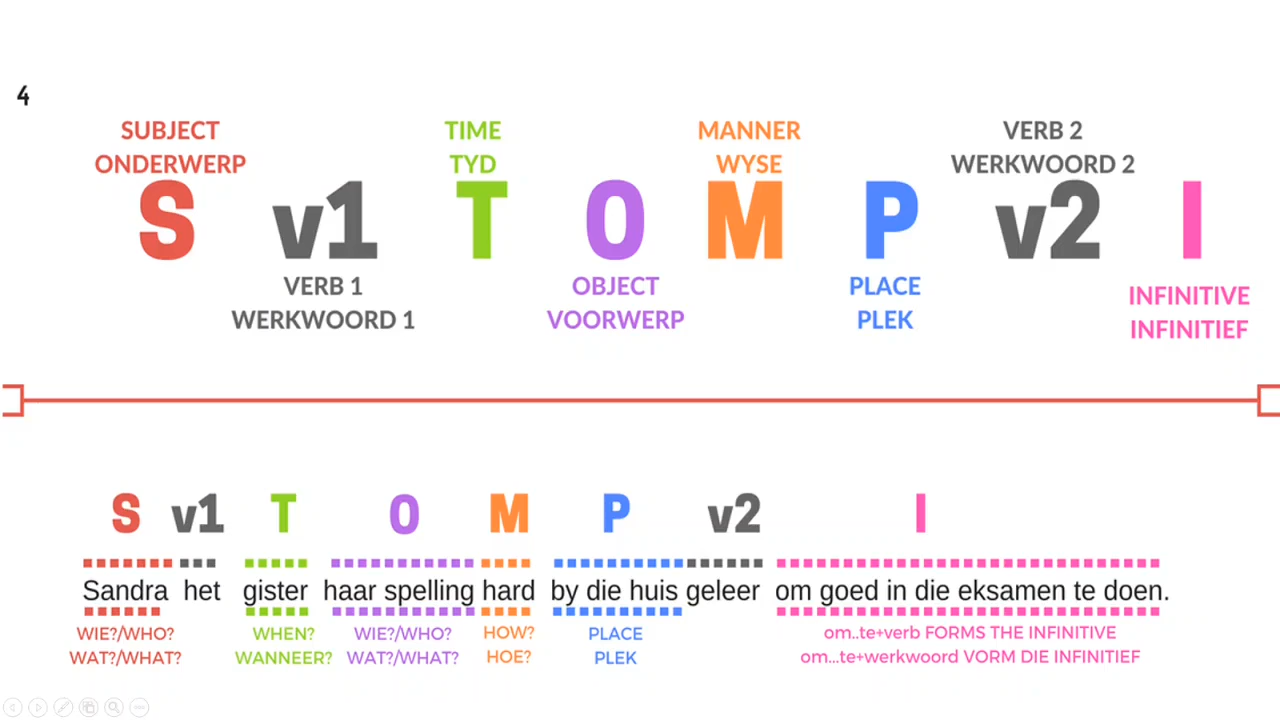 4
SUBJECT TIME MANNER VERB 2
ONDERWERP TYD WYSE WERKWOORD 2
S v1 T O M P v2 I
VERB 1 OBJECT PLACE INFINITIVE
WERKWOORD 1 VOORWERP PLEK INFINITIEF
S v1 T O M P v2 I
Sandra het gister haar spelling hard by die huis geleer om goed in die eksamen te doen.
WIE?/WHO? WHEN? WIE?/WHO? HOW? PLACE om..te+verb FORMS THE INFINITIVE
WAT?/WHAT? WANNEER? WAT?/WHAT? HOE? PLEK om...te+werkwoord VORM DIE INFINITIEF